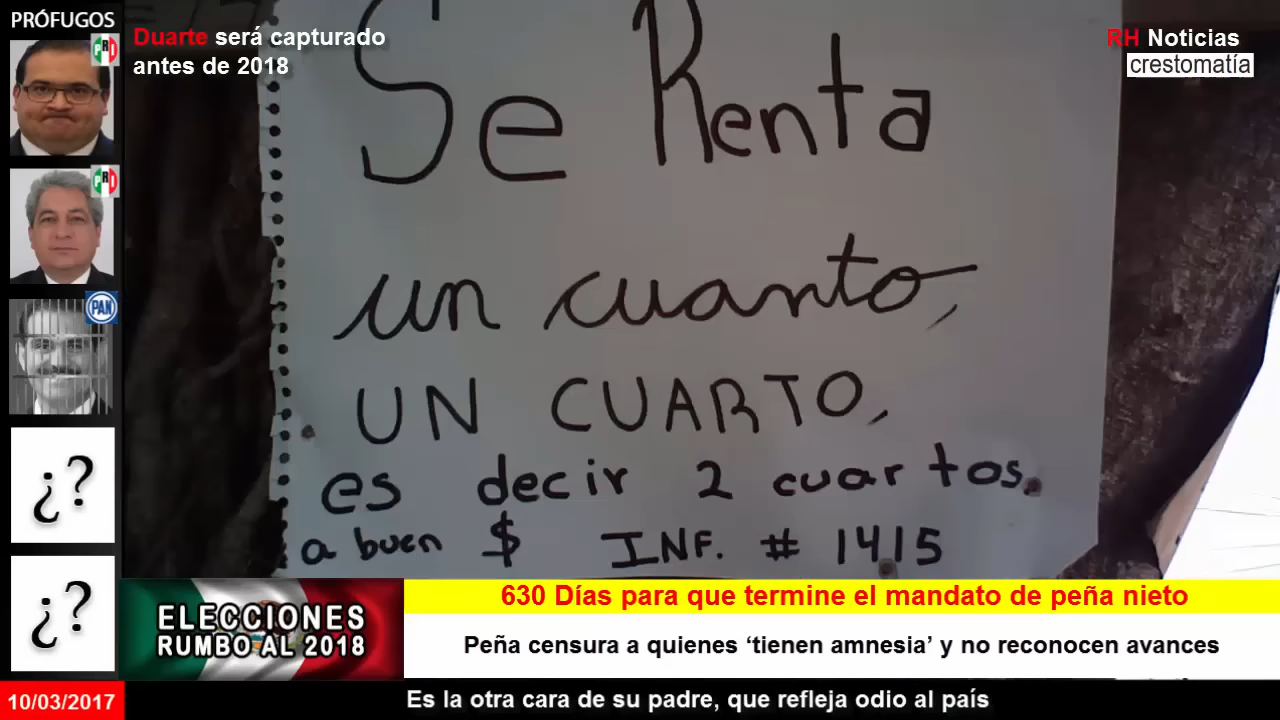 PRÓFUGOS
PRI
PRI
PAN
¿?
¿?
Duarte será capturado
antes de 2018
RH Noticias
crestomatía
Se Renta
un cuanto,
UN CUARTO,
es decir 2 cuartos.
a buen $ INF. # 1415
ELECCIONES
RUMBO AL 2018
630 Días para que termine el mandato de peña nieto
Peña censura a quienes ‘tienen amnesia’ y no reconocen avances
10/03/2017
Es la otra cara de su padre, que refleja odio al país